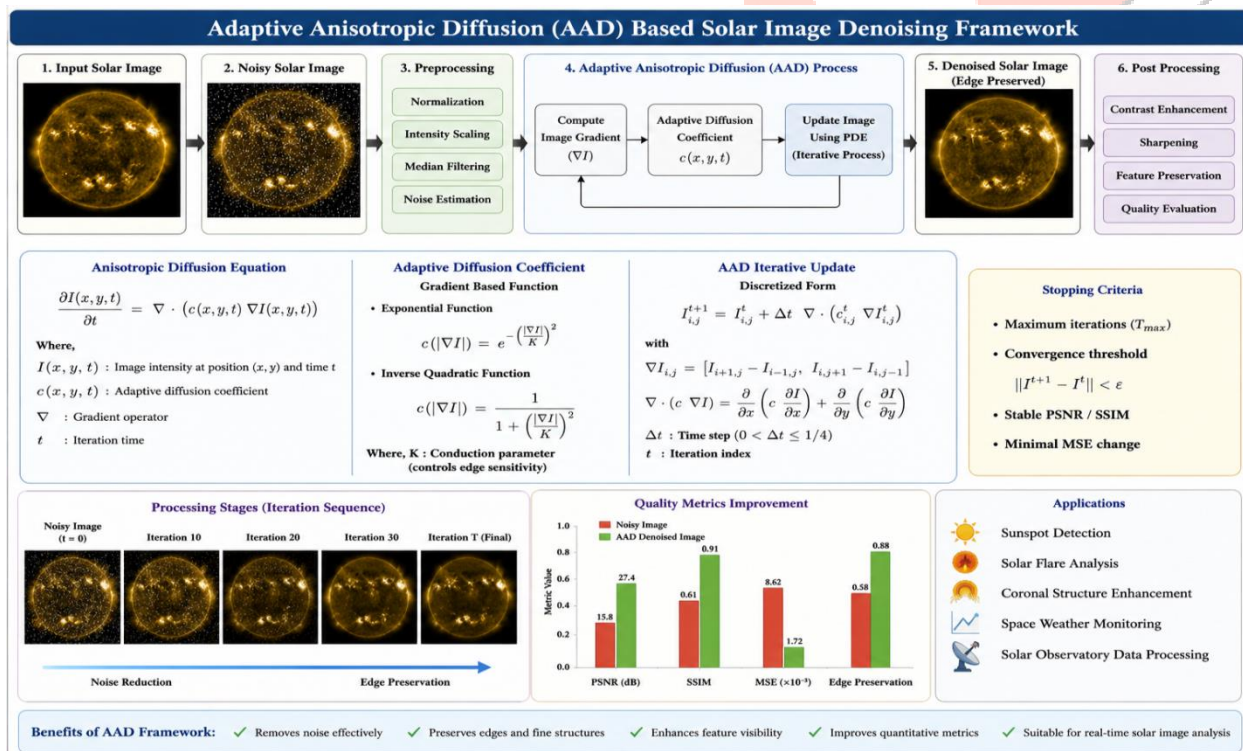 Adaptive Anisotropic Diffusion (AAD) Based Solar Image Denoising Framework
1. Input Solar Image
2. Noisy Solar Image
3. Preprocessing
Normalization
Intensity Scaling
Median Filtering
Noise Estimation
4. Adaptive Anisotropic Diffusion (AAD) Process
Compute
Image Gradient
(∇I)
Adaptive Diffusion
Coefficient
c(x, y, t)
Update Image
Using PDE
(Iterative Process)
5. Denoised Solar Image
(Edge Preserved)
6. Post Processing
Contrast Enhancement
Sharpening
Feature Preservation
Quality Evaluation
Anisotropic Diffusion Equation
∂I(x, y, t)/∂t = ∇ · (c(x, y, t) ∇I(x, y, t))
Where,
I(x, y, t) : Image intensity at position (x, y) and time t
c(x, y, t) : Adaptive diffusion coefficient
∇ : Gradient operator
t : Iteration time
Adaptive Diffusion Coefficient
Gradient Based Function
• Exponential Function
c(|∇I|) = e^{-(|∇I|/K)^2}
• Inverse Quadratic Function
c(|∇I|) = 1/(1 + (|∇I|/K)^2)
Where, K : Conduction parameter
(controls edge sensitivity)
AAD Iterative Update
Discretized Form
I_{i,j}^{t+1} = I_{i,j}^{t} + Δt ∇ · (c_{i,j}^{t} ∇I_{i,j}^{t})
with
∇I_{i,j} = [I_{i+1,j} − I_{i−1,j}, I_{i,j+1} − I_{i,j−1}]
∇ · (c ∇I) = ∂/∂x (c ∂I/∂x) + ∂/∂y (c ∂I/∂y)
Δt : Time step (0 < Δt ≤ 1/4)
t : Iteration index
Stopping Criteria
• Maximum iterations (T_{max})
• Convergence threshold
||I^{t+1} − I^{t}|| < ε
• Stable PSNR / SSIM
• Minimal MSE change
Processing Stages (Iteration Sequence)
Noisy Image
(t = 0)
Iteration 10
Iteration 20
Iteration 30
Iteration T (Final)
Noise Reduction
Edge Preservation
Quality Metrics Improvement
Noisy Image
AAD Denoised Image
Metric Value
1.0
0.8
0.6
0.4
0.2
0.0
15.8
27.4
0.61
0.91
8.62
1.72
0.58
0.88
PSNR (dB)
SSIM
MSE (×10⁻³)
Edge Preservation
Applications
Sunspot Detection
Solar Flare Analysis
Coronal Structure Enhancement
Space Weather Monitoring
Solar Observatory Data Processing
Benefits of AAD Framework: ✓ Removes noise effectively ✓ Preserves edges and fine structures ✓ Enhances feature visibility ✓ Improves quantitative metrics ✓ Suitable for real-time solar image analysis